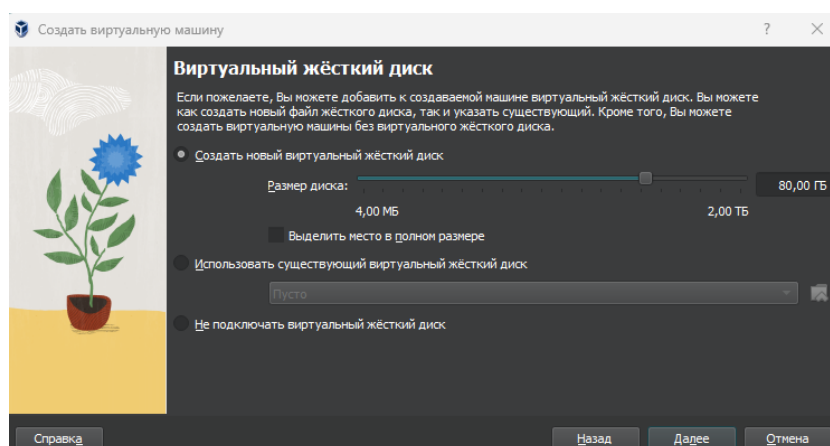 Создать виртуальную машину
Виртуальный жёсткий диск
Если пожелаете, Вы можете добавить к создаваемой машине виртуальный жёсткий диск. Вы можете
как создать новый файл жёсткого диска, так и указать существующий. Кроме того, Вы можете
создать виртуальную машины без виртуального жёсткого диска.
Создать новый виртуальный жёсткий диск
Размер диска: 80,00 ГБ
4,00 МБ 2,00 ТБ
Выделить место в полном размере
Использовать существующий виртуальный жёсткий диск
Пусто
Не подключать виртуальный жёсткий диск
Справка Назад Далее Отмена